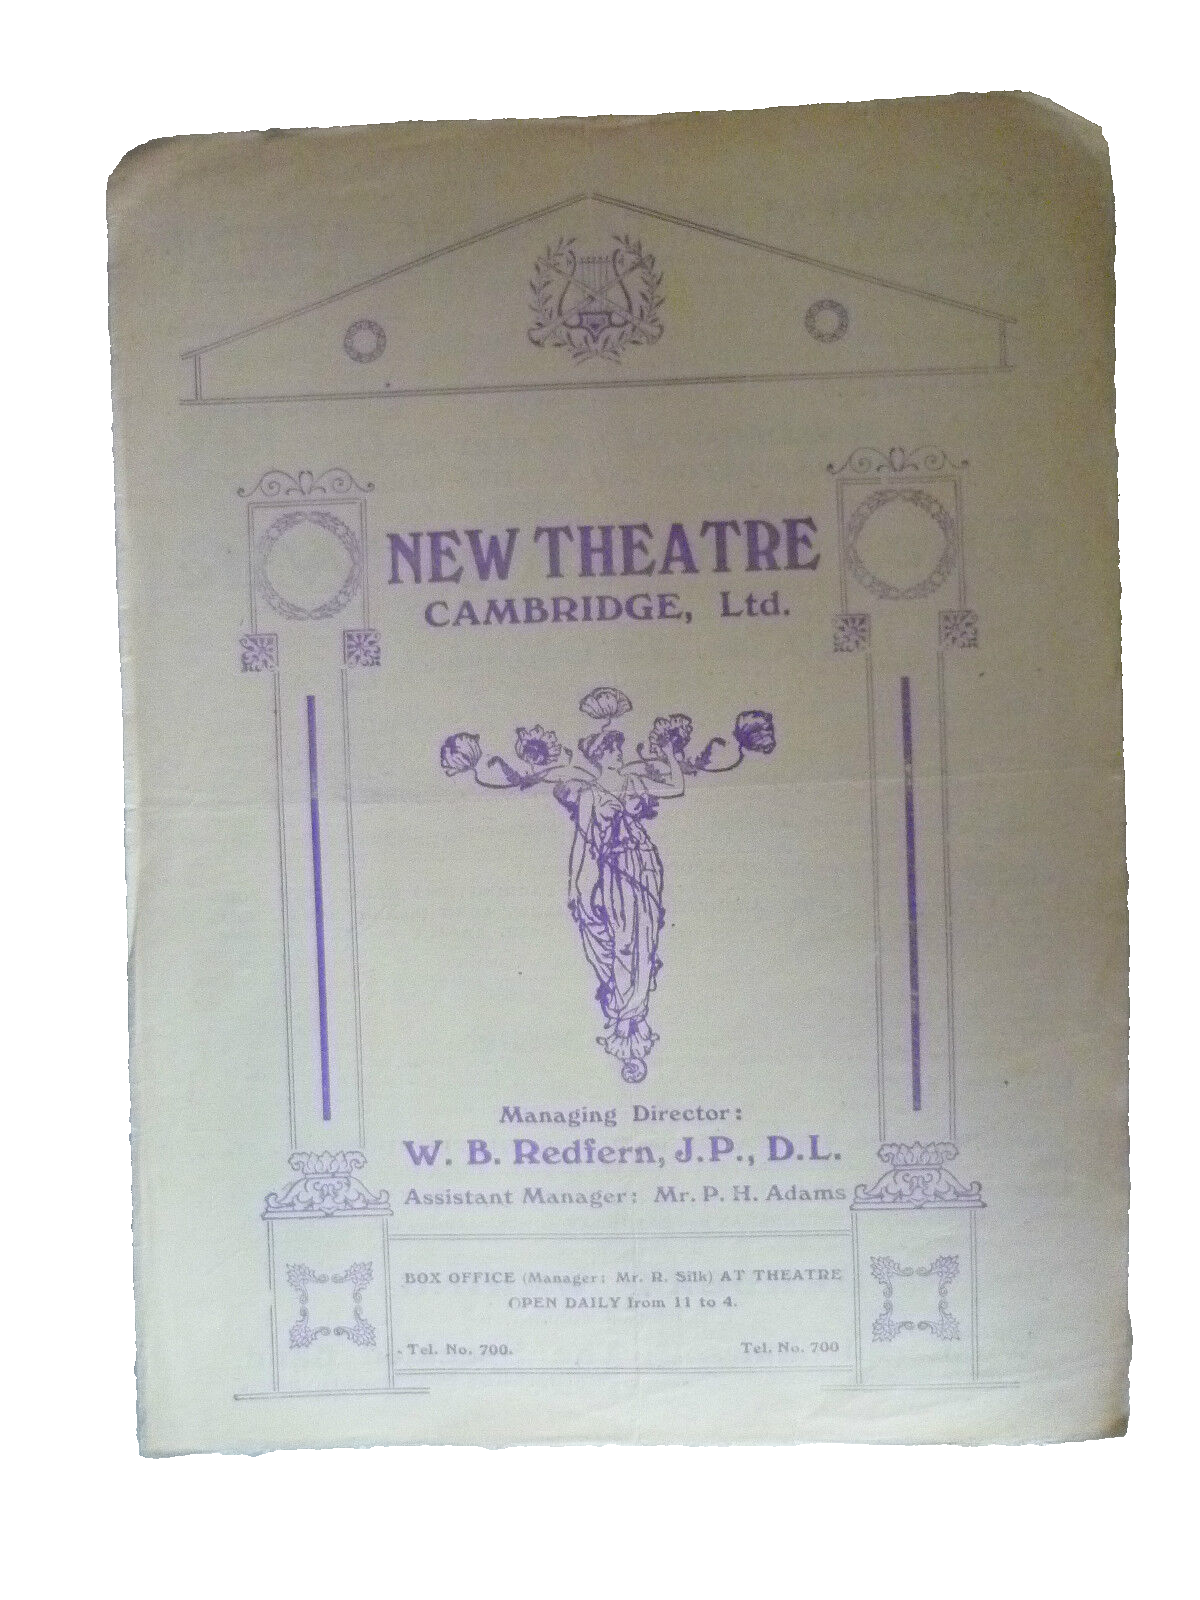 NEW THEATRE
CAMBRIDGE, Ltd.
Managing Director:
W. B. Redfern, J.P., D.L.
Assistant Manager: Mr. P. H. Adams
BOX OFFICE (Manager: Mr. R. Silk) AT THEATRE
OPEN DAILY from 11 to 4.
Tel. No. 700. Tel. No. 700